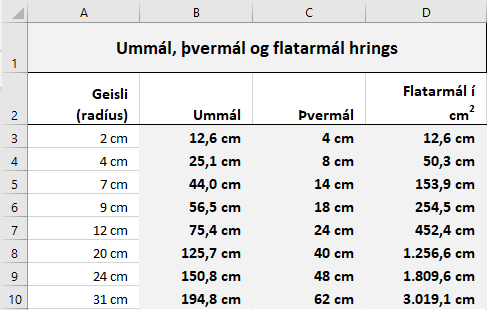 A B C D
1 Ummál, þvermál og flatarmál hrings
Geisli Flatarmál í
2 (radíus) Ummál Þvermál cm²
3 2 cm 12,6 cm 4 cm 12,6 cm
4 4 cm 25,1 cm 8 cm 50,3 cm
5 7 cm 44,0 cm 14 cm 153,9 cm
6 9 cm 56,5 cm 18 cm 254,5 cm
7 12 cm 75,4 cm 24 cm 452,4 cm
8 20 cm 125,7 cm 40 cm 1.256,6 cm
9 24 cm 150,8 cm 48 cm 1.809,6 cm
10 31 cm 194,8 cm 62 cm 3.019,1 cm